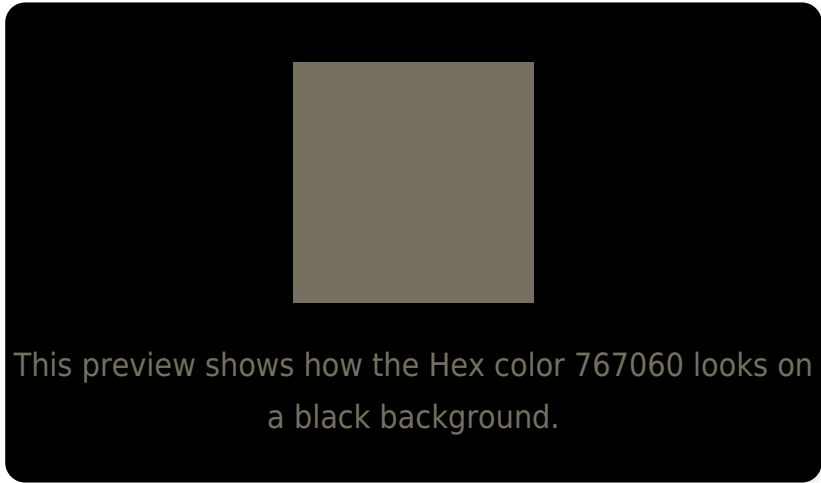 This preview shows how the Hex color 767060 looks on
a black background.